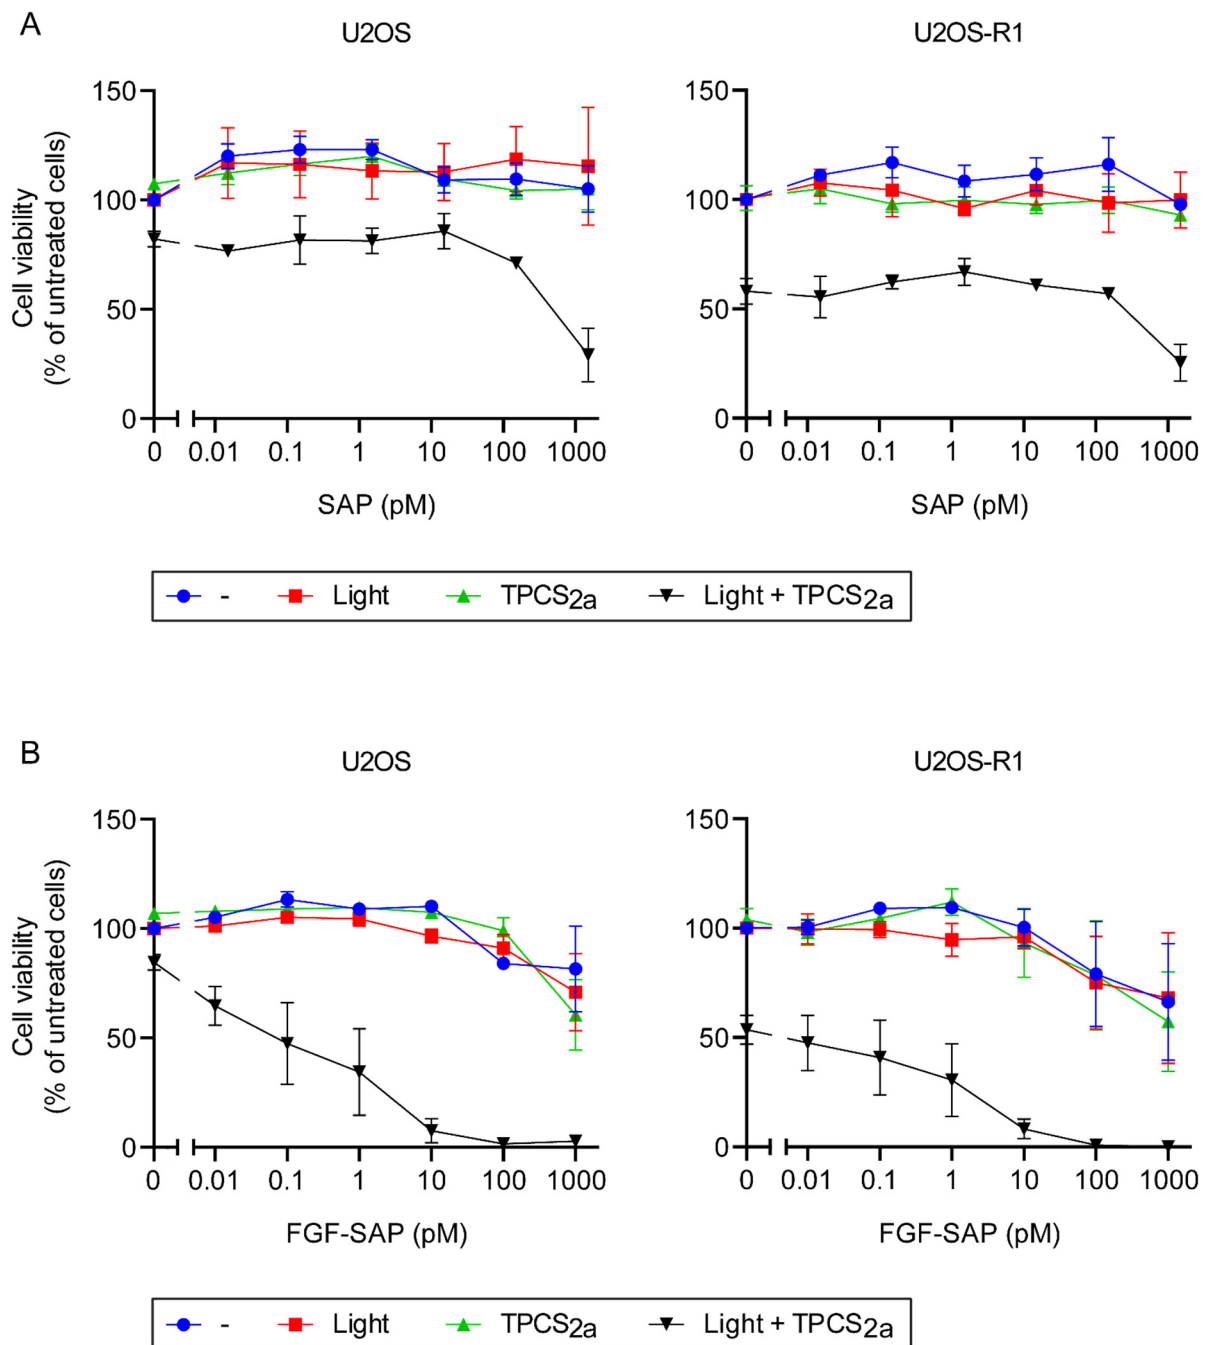 A
U2OS
U2OS-R1
Cell viability
(% of untreated cells)
150
100
50
0
0 0.01 0.1 1 10 100 1000
SAP (pM)
150
100
50
0
0 0.01 0.1 1 10 100 1000
SAP (pM)
- Light TPCS2a Light + TPCS2a
B
U2OS
U2OS-R1
Cell viability
(% of untreated cells)
150
100
50
0
0 0.01 0.1 1 10 100 1000
FGF-SAP (pM)
150
100
50
0
0 0.01 0.1 1 10 100 1000
FGF-SAP (pM)
- Light TPCS2a Light + TPCS2a